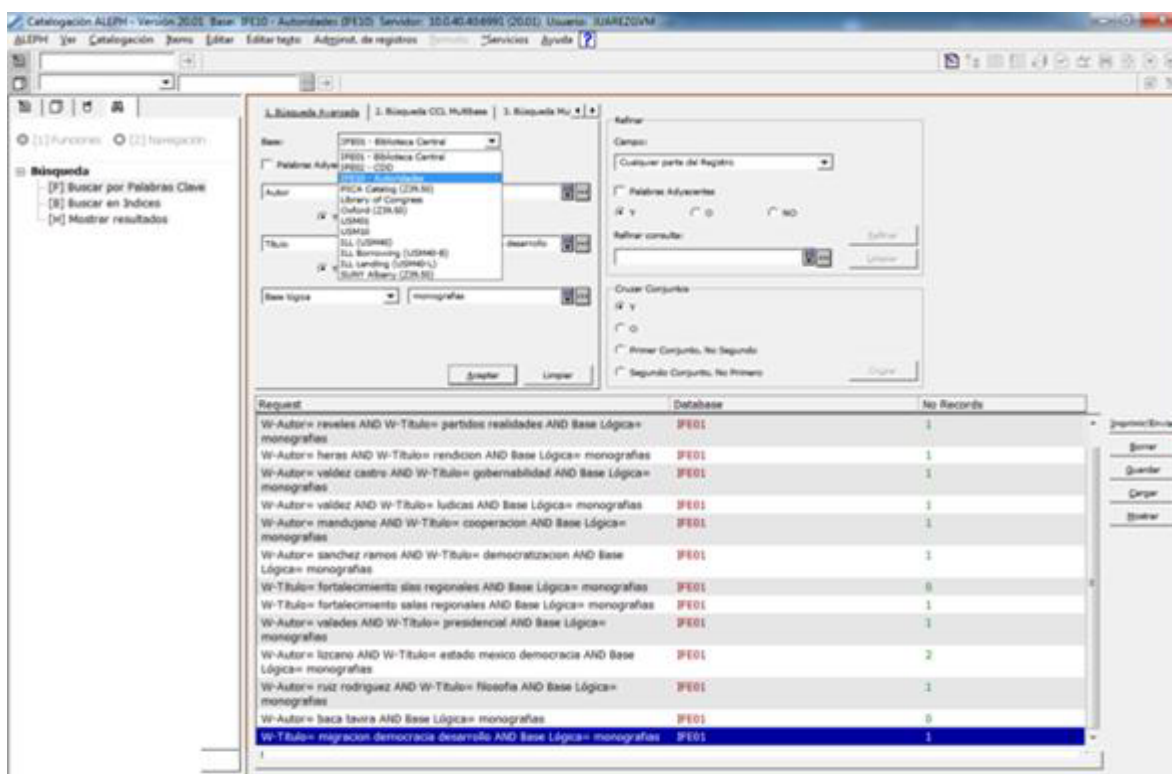 Catalogación ALEPH - Versión 20.01 Base: IFE10 - Autoridades (IFE10) Servidor: 10.0.40.40:6991 (20.01) Usuario: JUAREZGVM
ALEPH Ver Catalogación Items Editar Editar texto Administ. de registros Servicios Ayuda ?
1. Búsqueda Avanzada 2. Búsqueda CCL Multibase 3. Búsqueda Mu
[1] Funciones [2] Navegación
Búsqueda
[F] Buscar por Palabras Clave
[B] Buscar en Indices
[H] Mostrar resultados
Base: IFE01 - Biblioteca Central
IFE01 - Biblioteca Central
IFE02 - CDD
IFE10 - Autoridades
Catalog (Z39.50)
Library of Congress
Oxford (Z39.50)
USM01
USM10
ILL (USM40)
ILL Borrowing (USM40-B)
ILL Lending (USM40-L)
SUNY Albany (Z39.50)
Palabras Adya
Autor
Y
Título desarrollo
Base lógica monografias
Aceptar Limpiar
Refinar
Campo:
Cualquier parte del Registro
Palabras Adyacentes
Y O NO
Refinar consulta: Refinar
Limpiar
Cruzar Conjuntos
Y
O
Primer Conjunto, No Segundo
Segundo Conjunto, No Primero Cruzar
Request Database No Records
W-Autor= reveles AND W-Título= partidos realidades AND Base Lógica= IFE01 1
monografias
W-Autor= heras AND W-Título= rendicion AND Base Lógica= monografias IFE01 1
W-Autor= valdez castro AND W-Título= gobernabilidad AND Base Lógica= IFE01 1
monografias
W-Autor= valdez AND W-Título= ludicas AND Base Lógica= monografias IFE01 1
W-Autor= mandujano AND W-Título= cooperacion AND Base Lógica= IFE01 1
monografias
W-Autor= sanchez ramos AND W-Título= democratizacion AND Base IFE01 1
Lógica= monografias
W-Título= fortalecimiento slas regionales AND Base Lógica= monografias IFE01 0
W-Título= fortalecimiento salas regionales AND Base Lógica= monografias IFE01 1
W-Autor= valades AND W-Título= presidencial AND Base Lógica= IFE01 1
monografias
W-Autor= lizcano AND W-Título= estado mexico democracia AND Base IFE01 2
Lógica= monografias
W-Autor= ruiz rodriguez AND W-Título= filosofia AND Base Lógica= IFE01 1
monografias
W-Autor= baca tavira AND Base Lógica= monografias IFE01 0
W-Título= migracion democracia desarrollo AND Base Lógica= monografias IFE01 1
Imprimir/Envia
Borrar
Guardar
Cargar
Mostrar